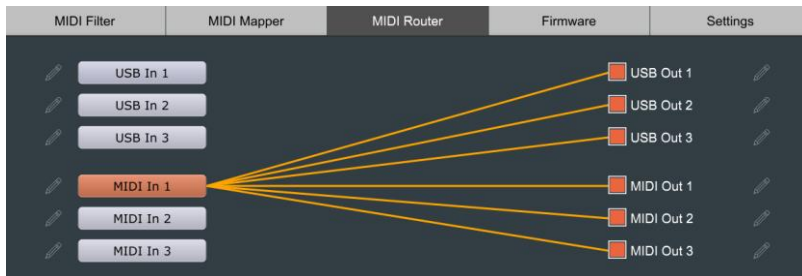 MIDI Filter MIDI Mapper MIDI Router Firmware Settings
USB In 1 USB Out 1
USB In 2 USB Out 2
USB In 3 USB Out 3
MIDI In 1 MIDI Out 1
MIDI In 2 MIDI Out 2
MIDI In 3 MIDI Out 3